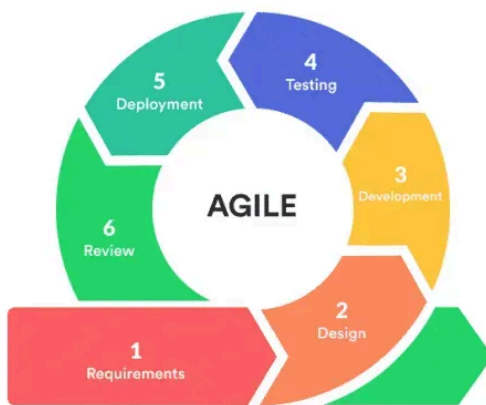 4
Testing
5
Deployment
3
Development
AGILE
6
Review
2
Design
1
Requirements